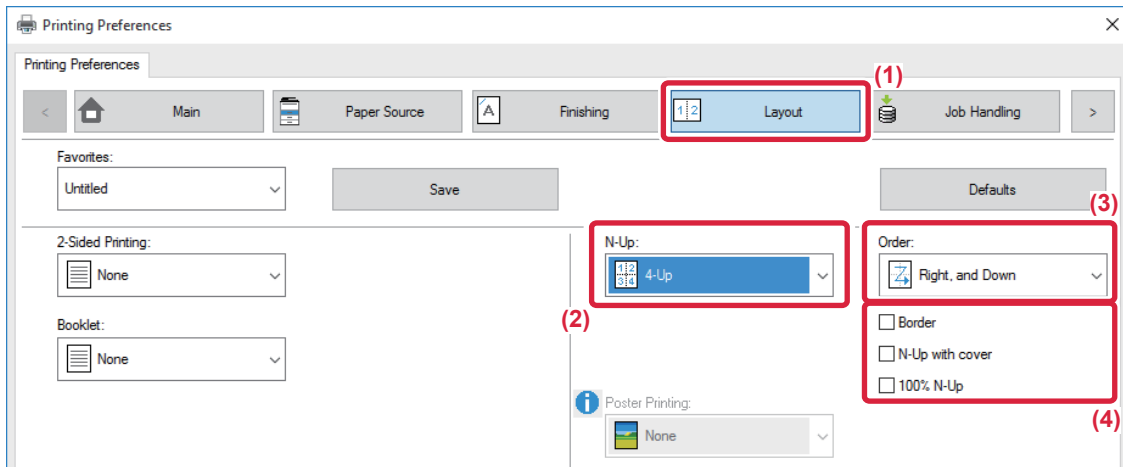 Printing Preferences
Printing Preferences
(1)
< Main Paper Source Finishing Layout Job Handling >
Favorites:
Untitled Save Defaults
(3)
2-Sided Printing: N-Up: Order:
None 4-Up Right, and Down
(2)
Booklet: Border
None N-Up with cover
100% N-Up
Poster Printing:
(4)
None